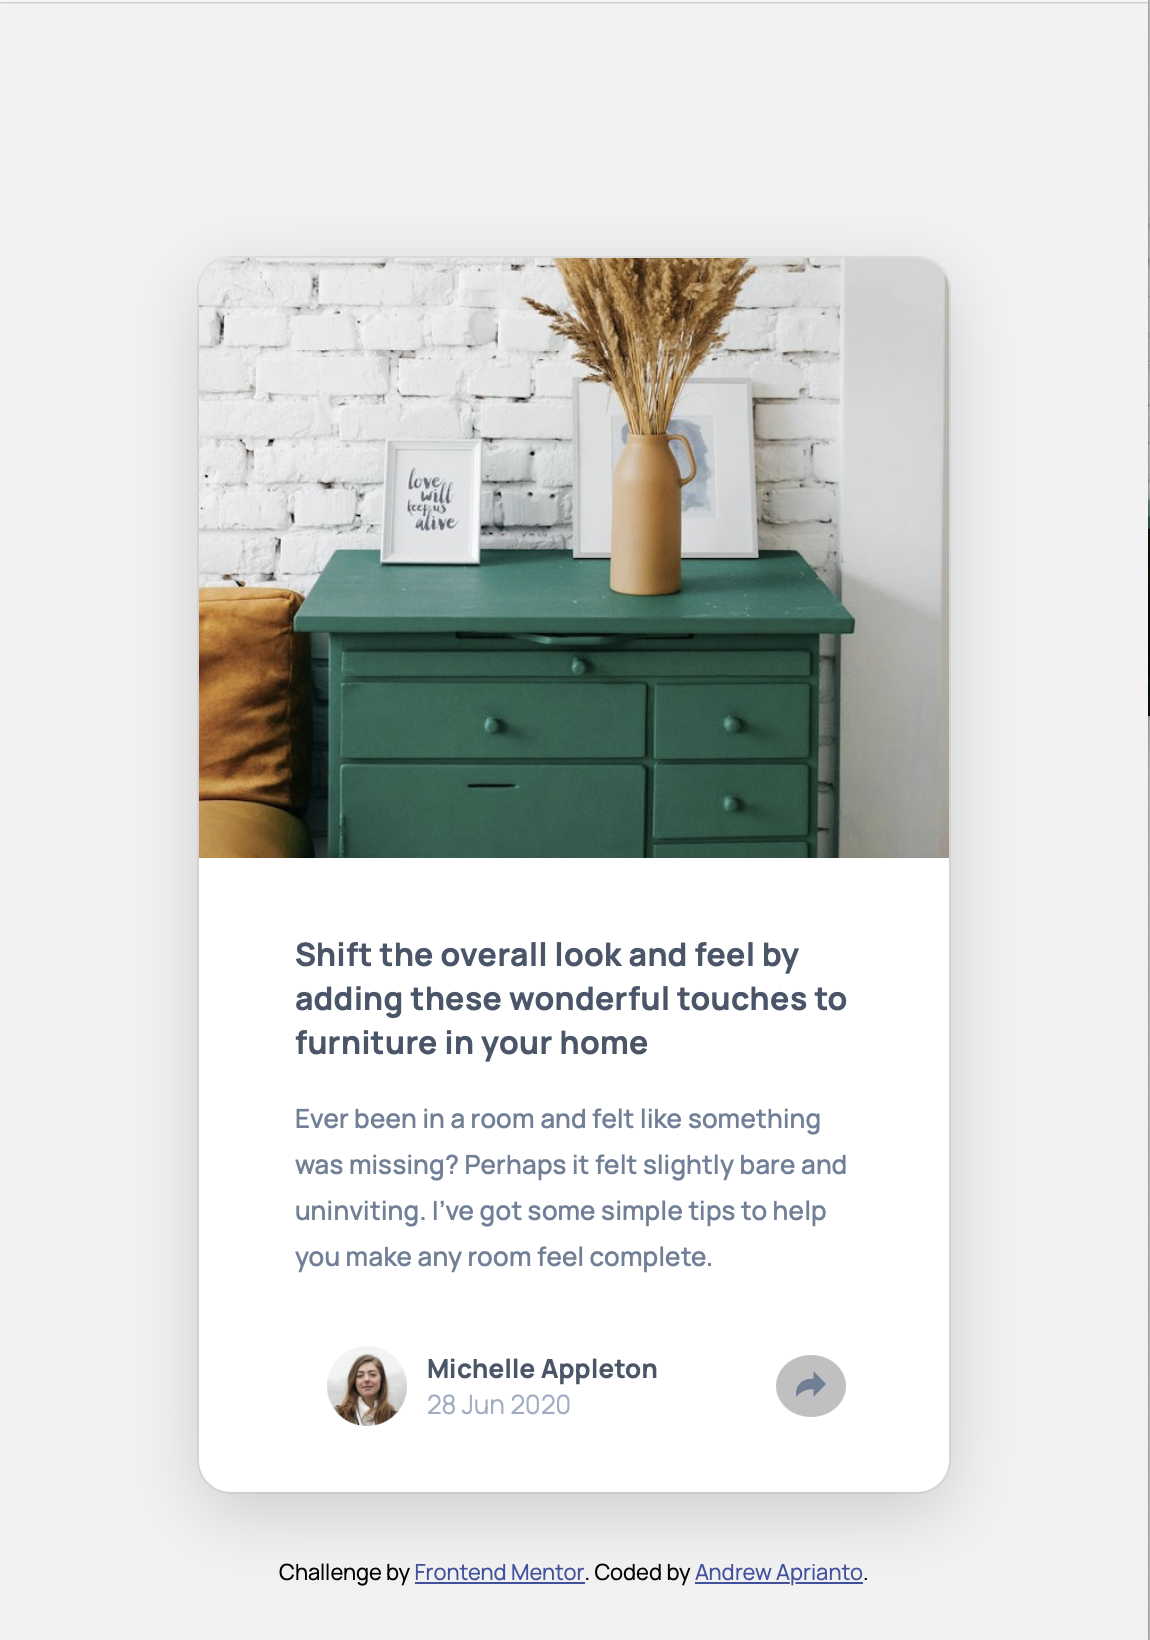 love
will
keep us
alive
Shift the overall look and feel by
adding these wonderful touches to
furniture in your home
Ever been in a room and felt like something
was missing? Perhaps it felt slightly bare and
uninviting. I’ve got some simple tips to help
you make any room feel complete.
Michelle Appleton
28 Jun 2020
Challenge by Frontend Mentor. Coded by Andrew Aprianto.